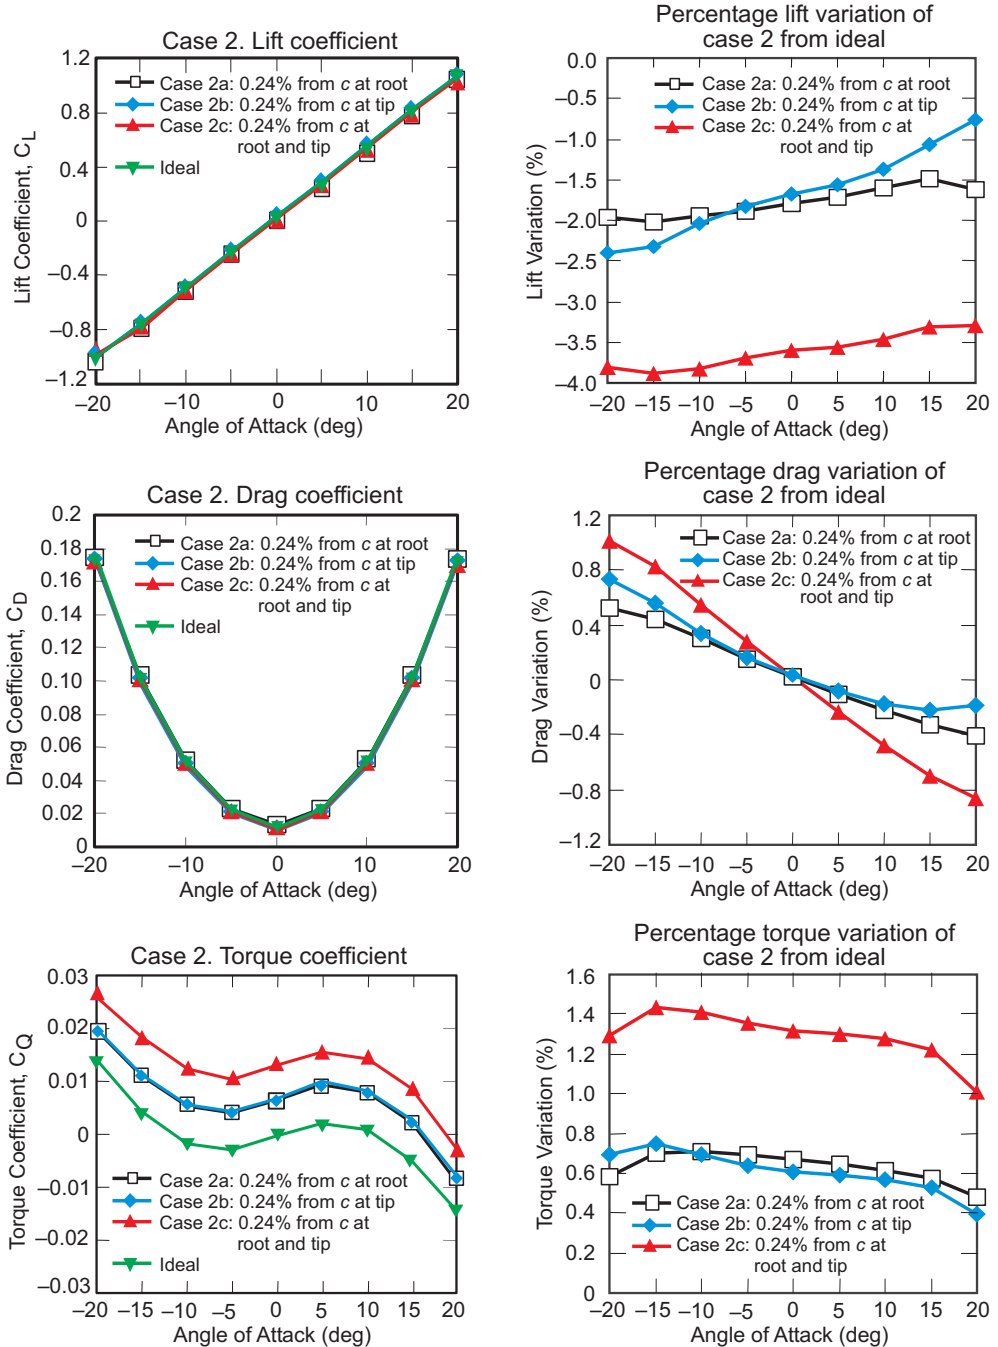 Case 2. Lift coefficient
1.2
0.8
0.4
0
–0.4
–0.8
–1.2
Lift Coefficient, CL
Case 2a: 0.24% from c at root
Case 2b: 0.24% from c at tip
Case 2c: 0.24% from c at
root and tip
Ideal
–20 –10 0 10 20
Angle of Attack (deg)
Percentage lift variation of
case 2 from ideal
0.0
–0.5
–1.0
–1.5
–2.0
–2.5
–3.0
–3.5
–4.0
Lift Variation (%)
Case 2a: 0.24% from c at root
Case 2b: 0.24% from c at tip
Case 2c: 0.24% from c at
root and tip
–20 –15 –10 –5 0 5 10 15 20
Angle of Attack (deg)
Case 2. Drag coefficient
0.2
0.18
0.16
0.14
0.12
0.10
0.08
0.06
0.04
0.02
0
Drag Coefficient, CD
Case 2a: 0.24% from c at root
Case 2b: 0.24% from c at tip
Case 2c: 0.24% from c at
root and tip
Ideal
–20 –10 0 10 20
Angle of Attack (deg)
Percentage drag variation of
case 2 from ideal
1.2
0.8
0.4
0
–0.4
–0.8
–1.2
Drag Variation (%)
Case 2a: 0.24% from c at root
Case 2b: 0.24% from c at tip
Case 2c: 0.24% from c at
root and tip
–20 –15 –10 –5 0 5 10 15 20
Angle of Attack (deg)
Case 2. Torque coefficient
0.03
0.02
0.010
0
–0.01
–0.02
–0.03
Torque Coefficient, CQ
Case 2a: 0.24% from c at root
Case 2b: 0.24% from c at tip
Case 2c: 0.24% from c at
root and tip
Ideal
–20 –15 –10 –5 0 5 10 15 20
Angle of Attack (deg)
Percentage torque variation of
case 2 from ideal
1.6
1.4
1.2
1.0
0.8
0.6
0.4
0.2
0
Torque Variation (%)
Case 2a: 0.24% from c at root
Case 2b: 0.24% from c at tip
Case 2c: 0.24% from c at
root and tip
–20 –15 –10 –5 0 5 10 15 20
Angle of Attack (deg)